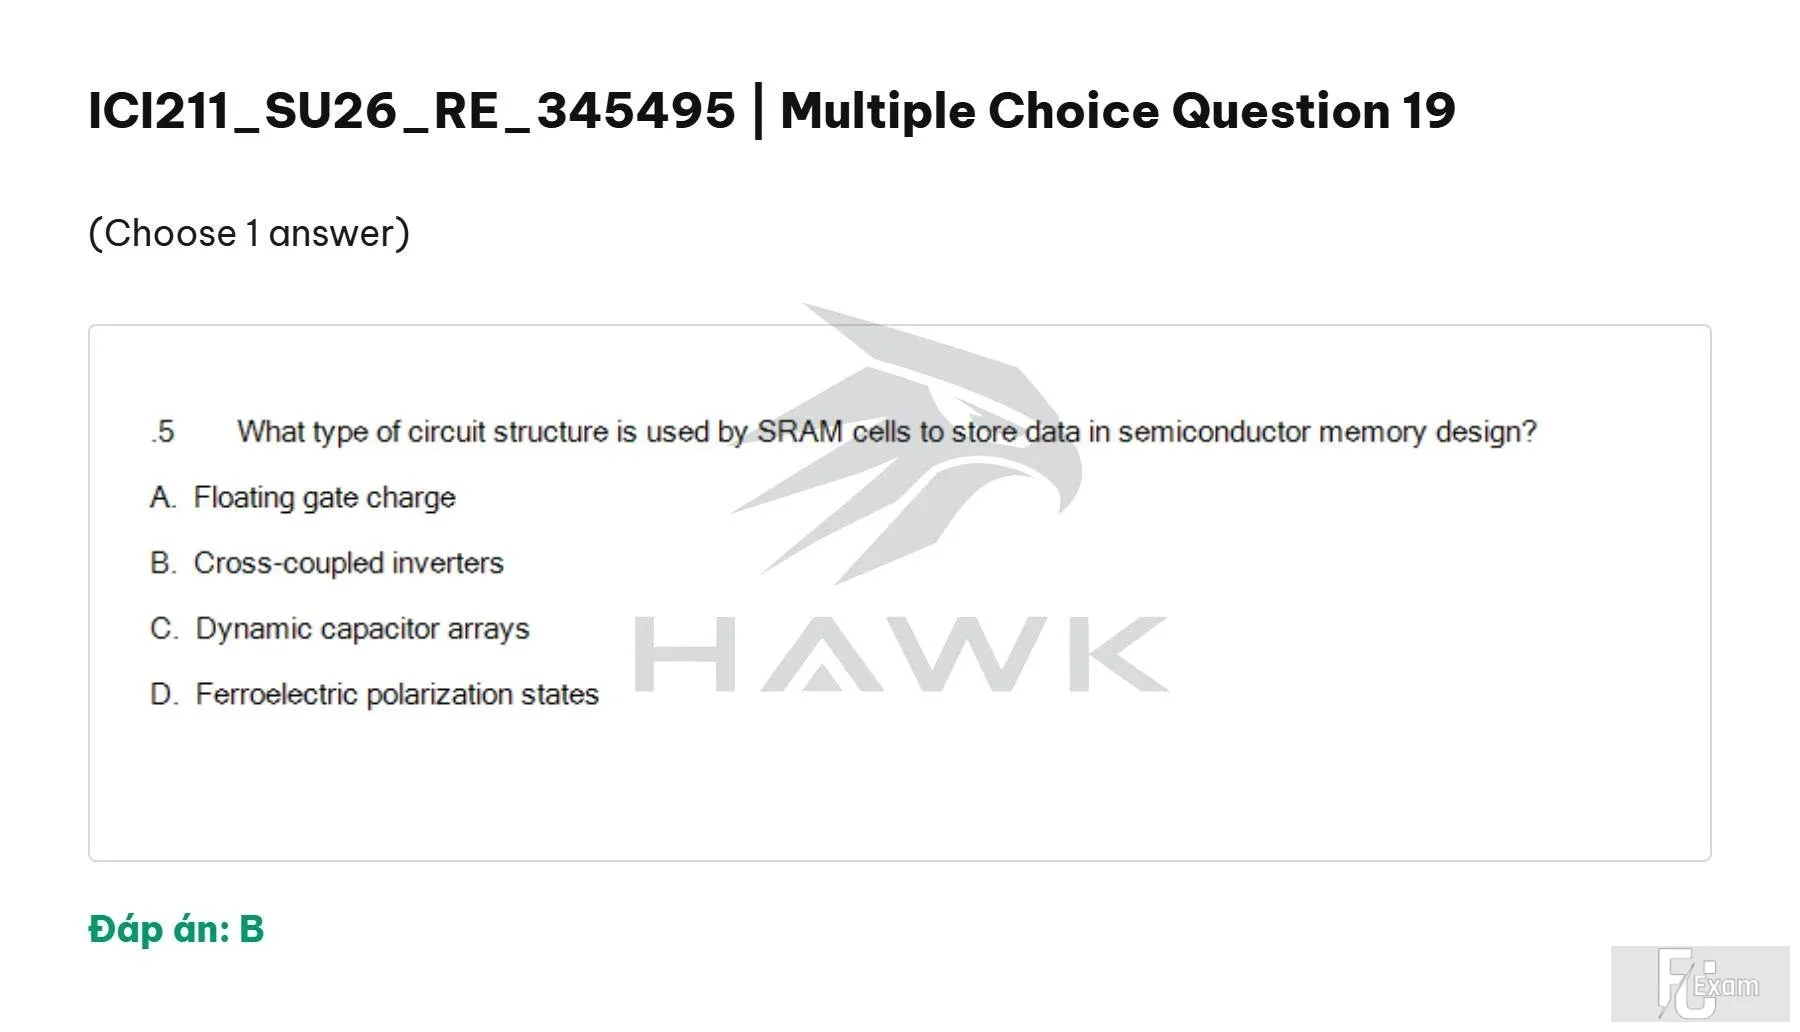 ICI211_SU26_RE_345495 | Multiple Choice Question 19
(Choose 1 answer)
.5 What type of circuit structure is used by SRAM cells to store data in semiconductor memory design?
A. Floating gate charge
B. Cross-coupled inverters
C. Dynamic capacitor arrays
D. Ferroelectric polarization states
HAWK
Đáp án: B
FU Exam